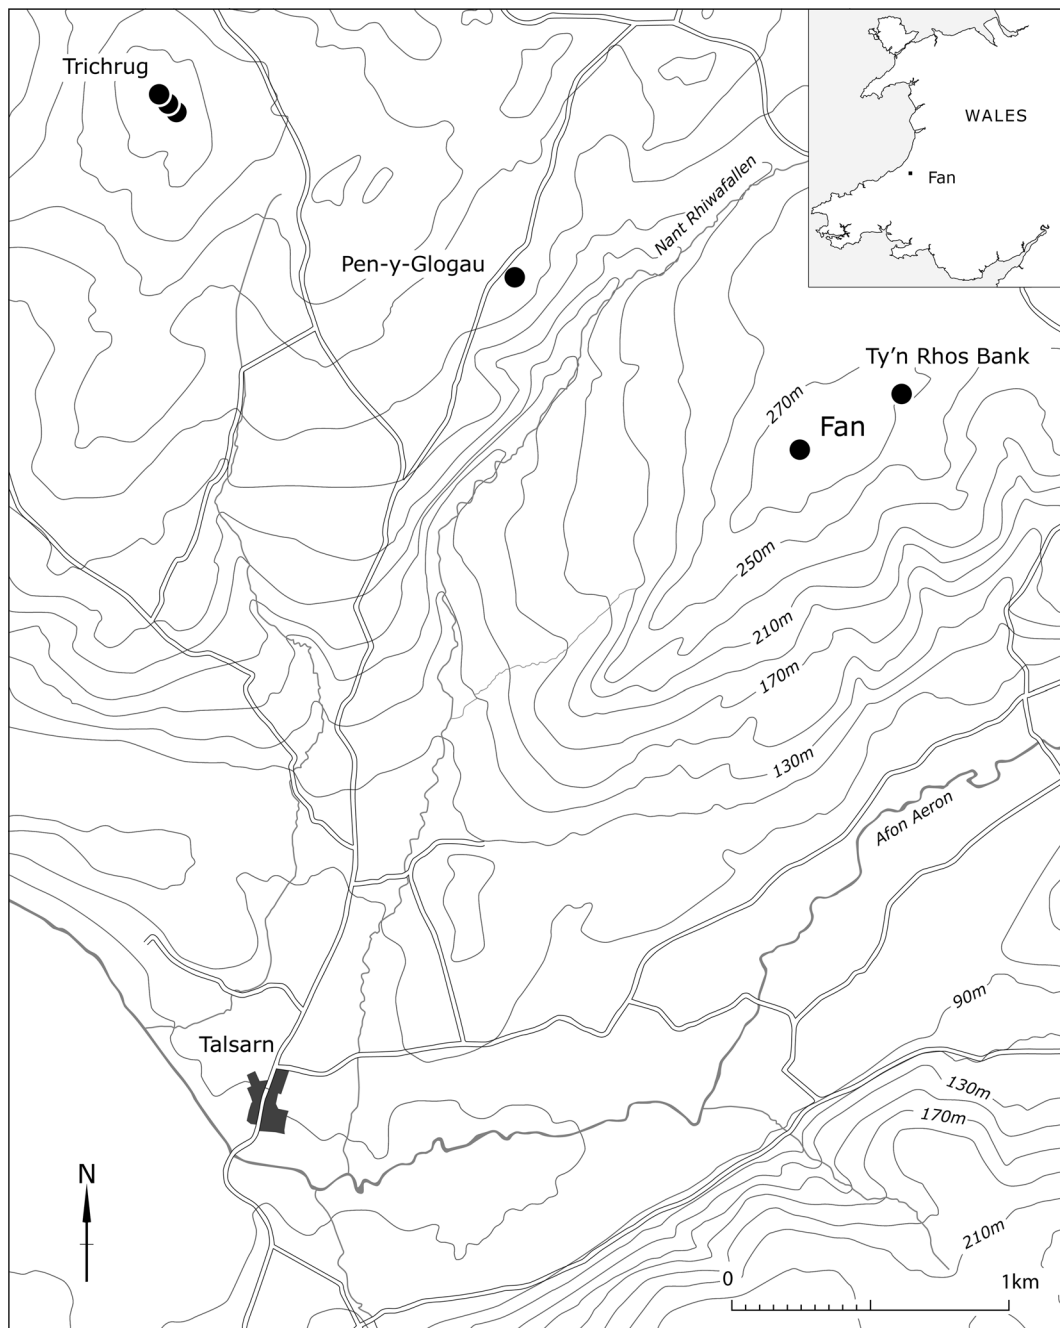 Trichrug
WALES
Fan
Nant Rhiwafallen
Pen-y-Glogau
Ty’n Rhos Bank
270m
Fan
250m
210m
170m
130m
Afon Aeron
90m
Talsarn
130m
170m
N
210m
0
1km